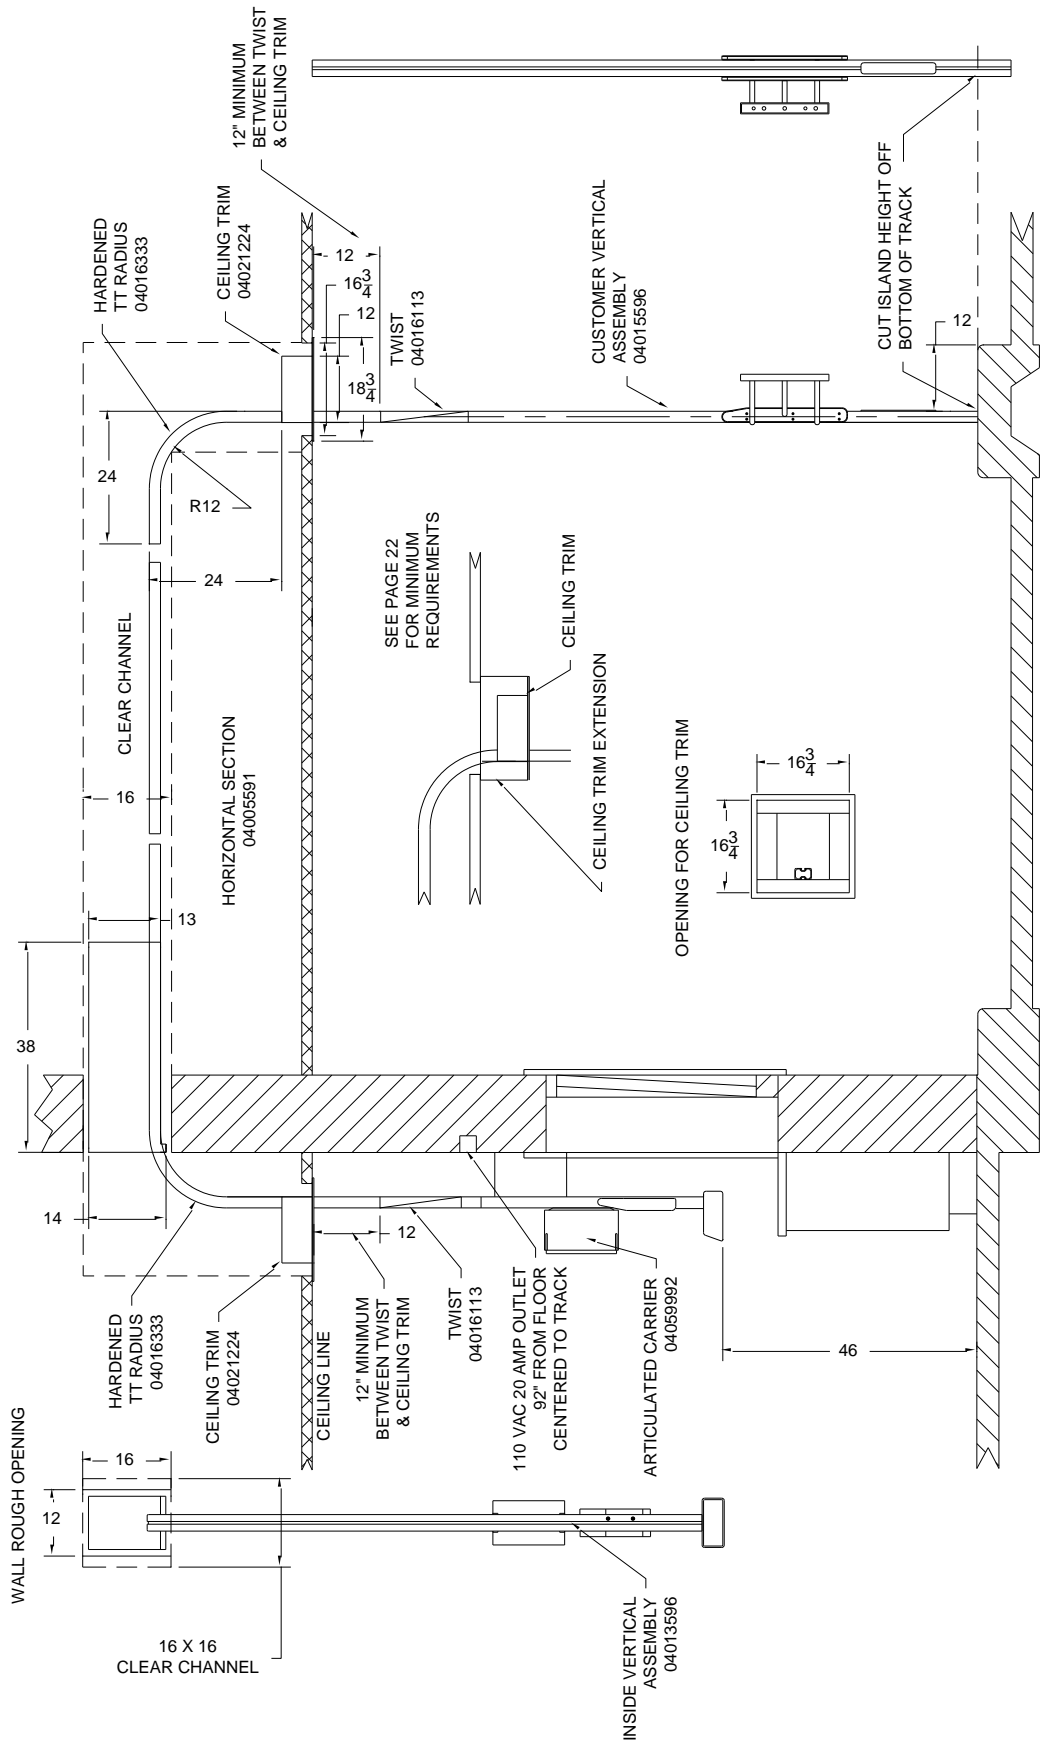 WALL ROUGH OPENING
12
16
16 X 16
CLEAR CHANNEL
INSIDE VERTICAL
ASSEMBLY
04013596
HARDENED
TT RADIUS
04016333
CEILING TRIM
04021224
CEILING LINE
12" MINIMUM
BETWEEN TWIST
& CEILING TRIM
TWIST
04016113
110 VAC 20 AMP OUTLET
92" FROM FLOOR
CENTERED TO TRACK
ARTICULATED CARRIER
04059992
14
12
46
38
13
16
CLEAR CHANNEL
HORIZONTAL SECTION
04005591
24
24
R12
SEE PAGE 22
FOR MINIMUM
REQUIREMENTS
CEILING TRIM
CEILING TRIM EXTENSION
OPENING FOR CEILING TRIM
16 3/4
16 3/4
HARDENED
TT RADIUS
04016333
CEILING TRIM
04021224
12" MINIMUM
BETWEEN TWIST
& CEILING TRIM
12
16 3/4
12
18 3/4
TWIST
04016113
CUSTOMER VERTICAL
ASSEMBLY
04015596
CUT ISLAND HEIGHT OFF
BOTTOM OF TRACK
12